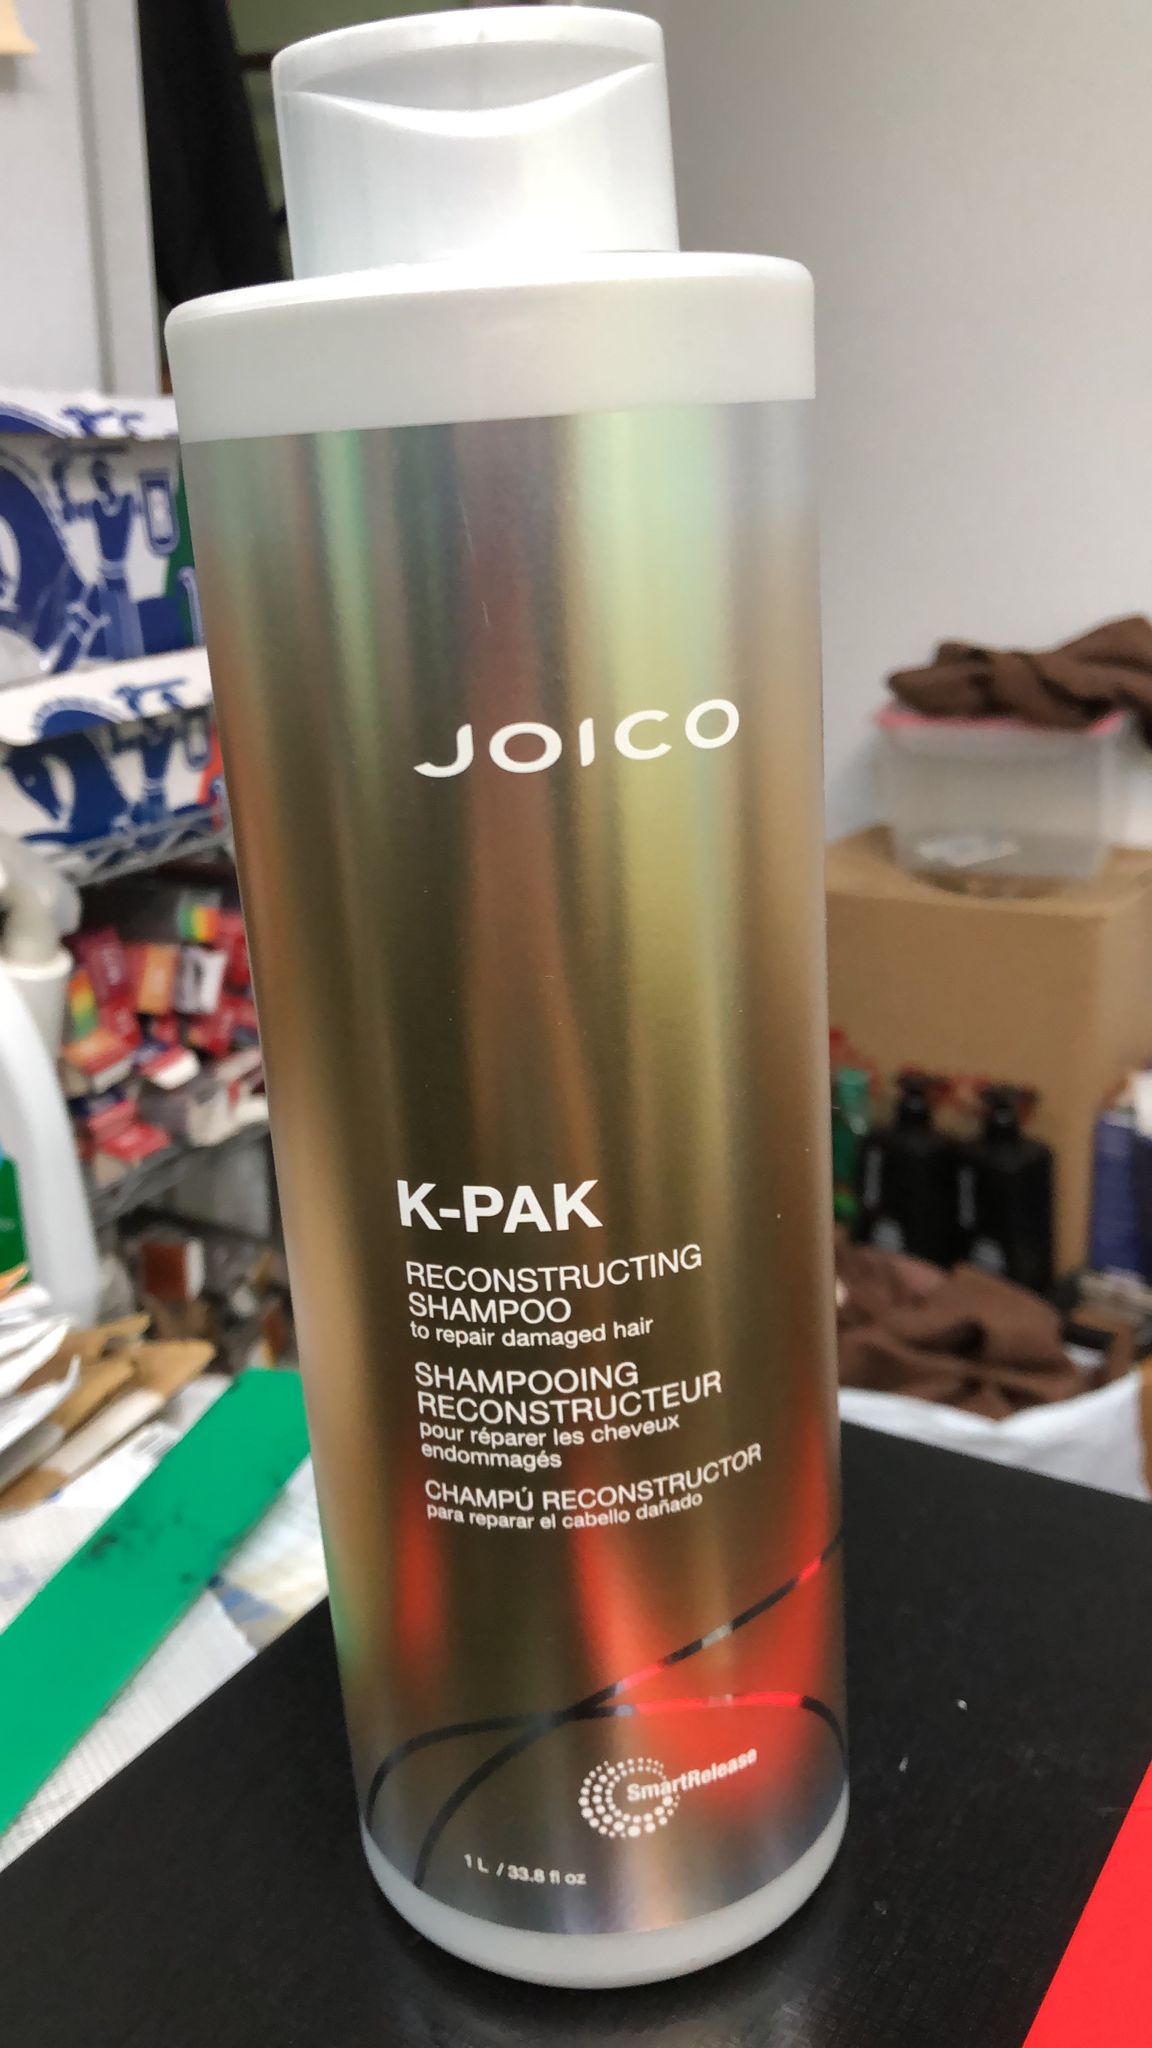 JOICO
K-PAK
RECONSTRUCTING
SHAMPOO
to repair damaged hair
SHAMPOOING
RECONSTRUCTEUR
pour réparer les cheveux
endommagés
CHAMPÚ RECONSTRUCTOR
para reparar el cabello dañado
SmartRelease
1 L / 33.8 fl oz